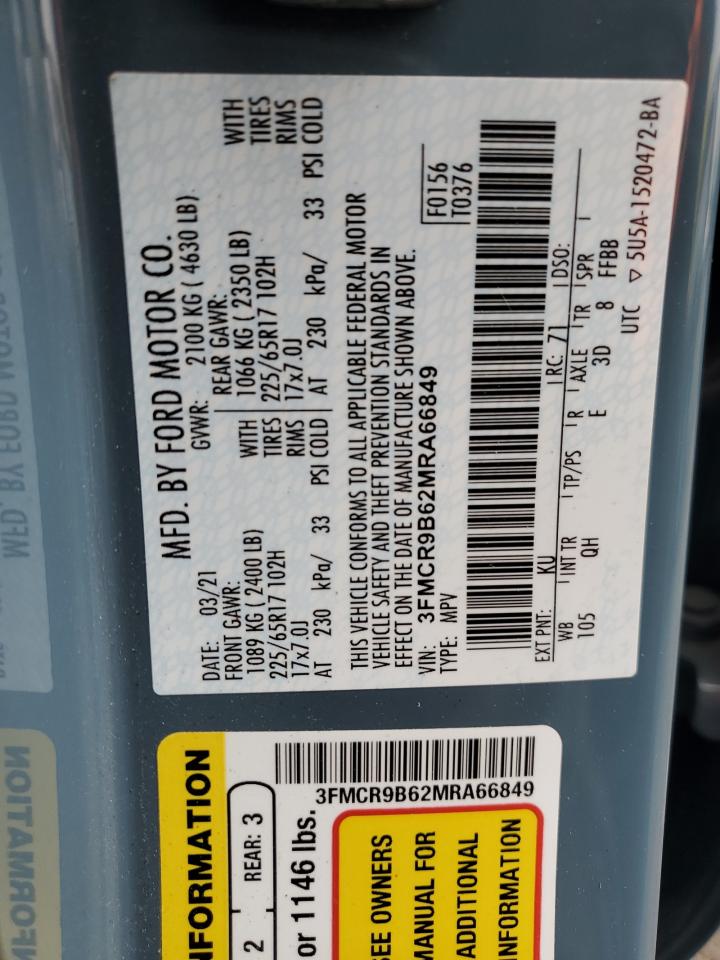 MFD. BY FORD MOTOR CO.
DATE: 03/21 GVWR: 2100 KG ( 4630 LB)
FRONT GAWR: REAR GAWR:
1089 KG ( 2400 LB) WITH 1066 KG ( 2350 LB) WITH
225/65R17 102H TIRES 225/65R17 102H TIRES
17x7.0J RIMS 17x7.0J RIMS
AT 230 kPa/ 33 PSI COLD AT 230 kPa/ 33 PSI COLD
THIS VEHICLE CONFORMS TO ALL APPLICABLE FEDERAL MOTOR
VEHICLE SAFETY AND THEFT PREVENTION STANDARDS IN
EFFECT ON THE DATE OF MANUFACTURE SHOWN ABOVE.
VIN: 3FMCR9B62MRA66849 F0156
TYPE: MPV T0376
EXT PNT: KU RC: 71 DSO:
WB INT TR TP/PS R AXLE TR SPR
105 QH E 3D 8 FFBB
UTC ▽ 5U5A-1520472-BA
NFORMATION
2 REAR: 3
or 1146 lbs.
3FMCR9B62MRA66849
SEE OWNERS
MANUAL FOR
ADDITIONAL
INFORMATION